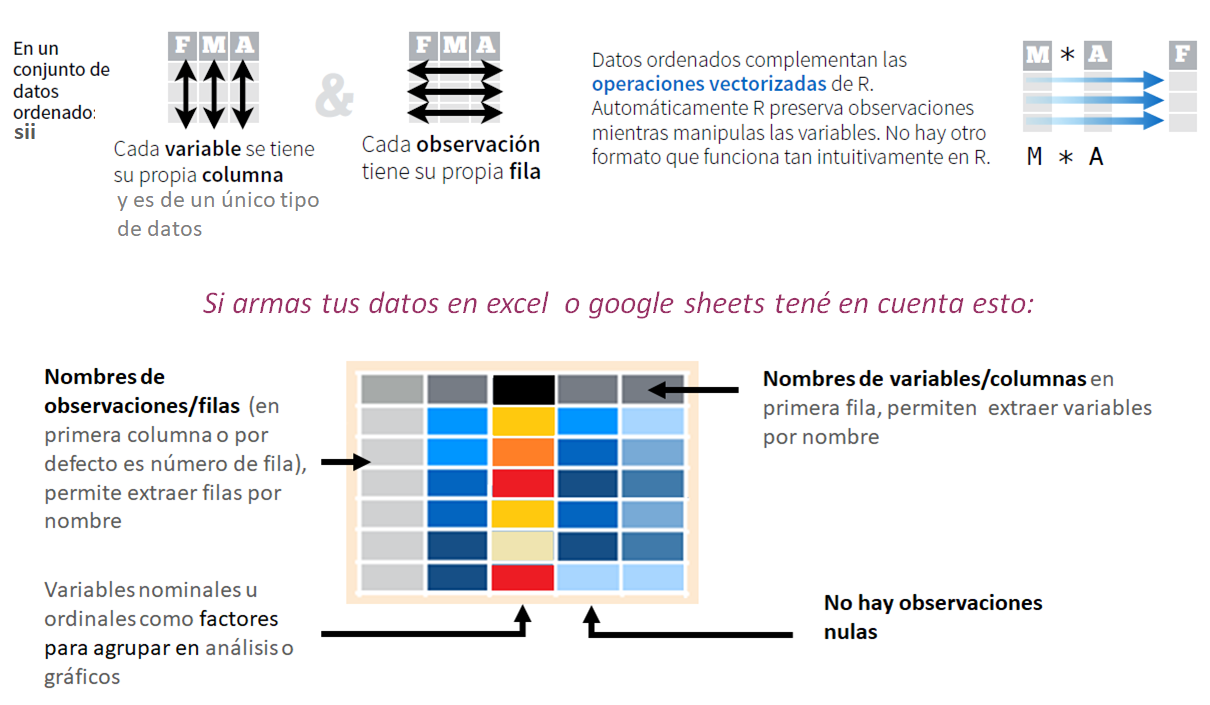 En un
conjunto de
datos
ordenado:
sii
F M A
Cada variable se tiene
su propia columna
y es de un único tipo
de datos
&
F M A
Cada observación
tiene su propia fila
Datos ordenados complementan las
operaciones vectorizadas de R.
Automáticamente R preserva observaciones
mientras manipulas las variables. No hay otro
formato que funciona tan intuitivamente en R.
M * A F
M * A
Si armas tus datos en excel o google sheets tené en cuenta esto:
Nombres de
observaciones/filas (en
primera columna o por
defecto es número de fila),
permite extraer filas por
nombre
Nombres de variables/columnas en
primera fila, permiten extraer variables
por nombre
Variables nominales u
ordinales como factores
para agrupar en análisis o
gráficos
No hay observaciones
nulas